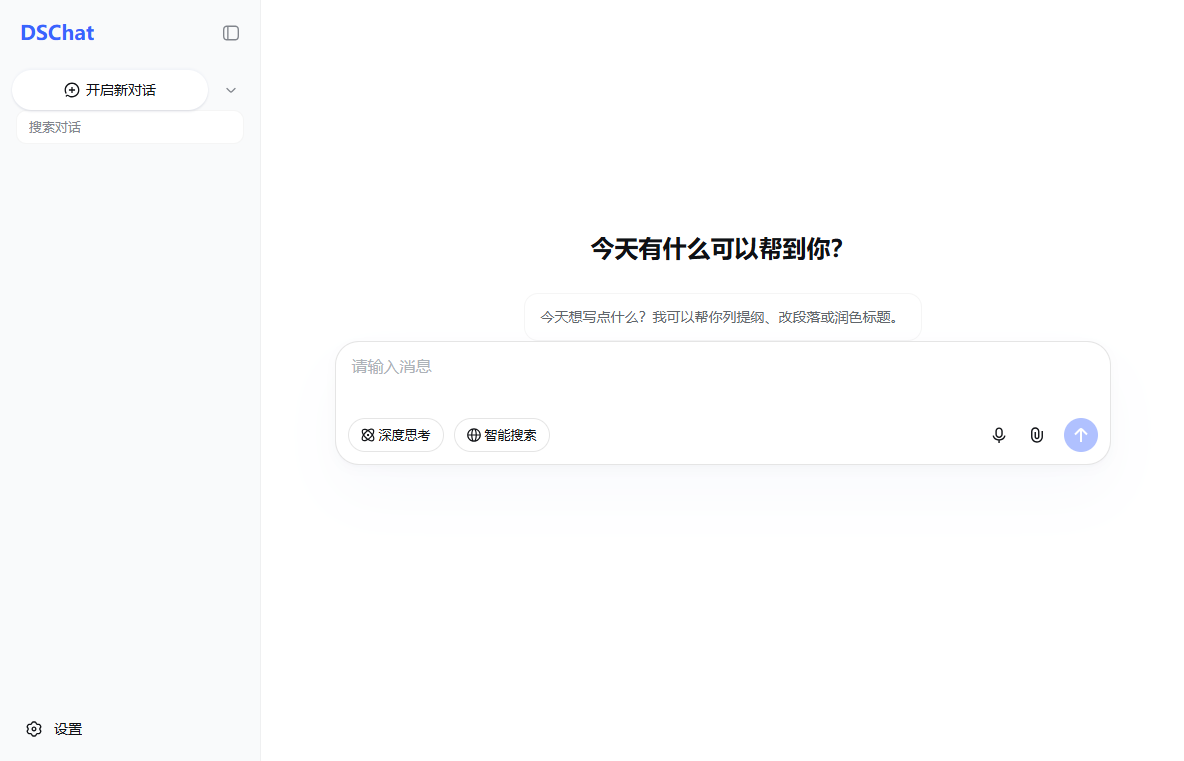 DSChat
开启新对话
搜索对话
今天有什么可以帮到你？
今天想写点什么？我可以帮你列提纲、改段落或润色标题。
请输入消息
深度思考
智能搜索
设置